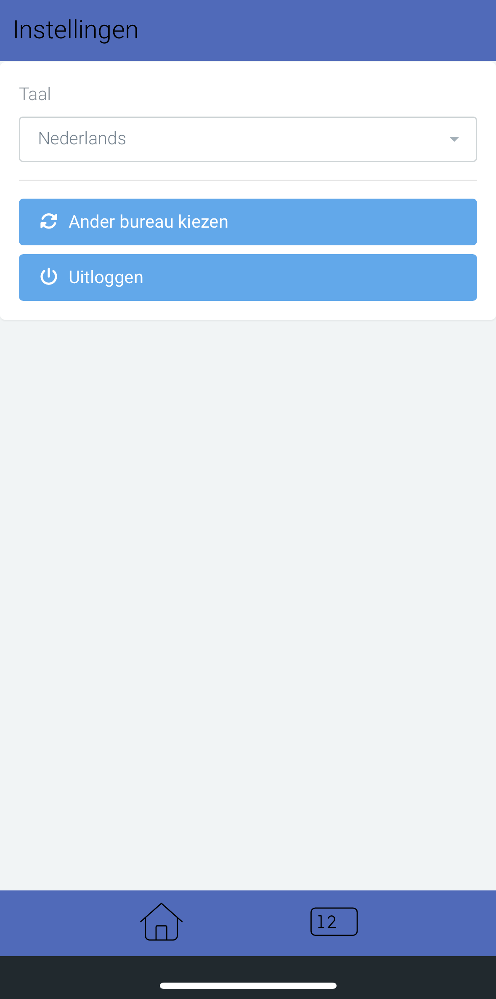 Instellingen
Taal
Nederlands
Ander bureau kiezen
Uitloggen
12